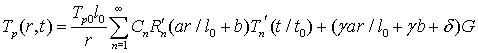 T_p(r,t) = \frac{T_{p0} l_0}{r} \sum_{n=1}^{\infty} C_n R_n'(ar/l_0 + b) T_n'(t/t_0) + (\gamma ar/l_0 + \gamma b + \delta) G